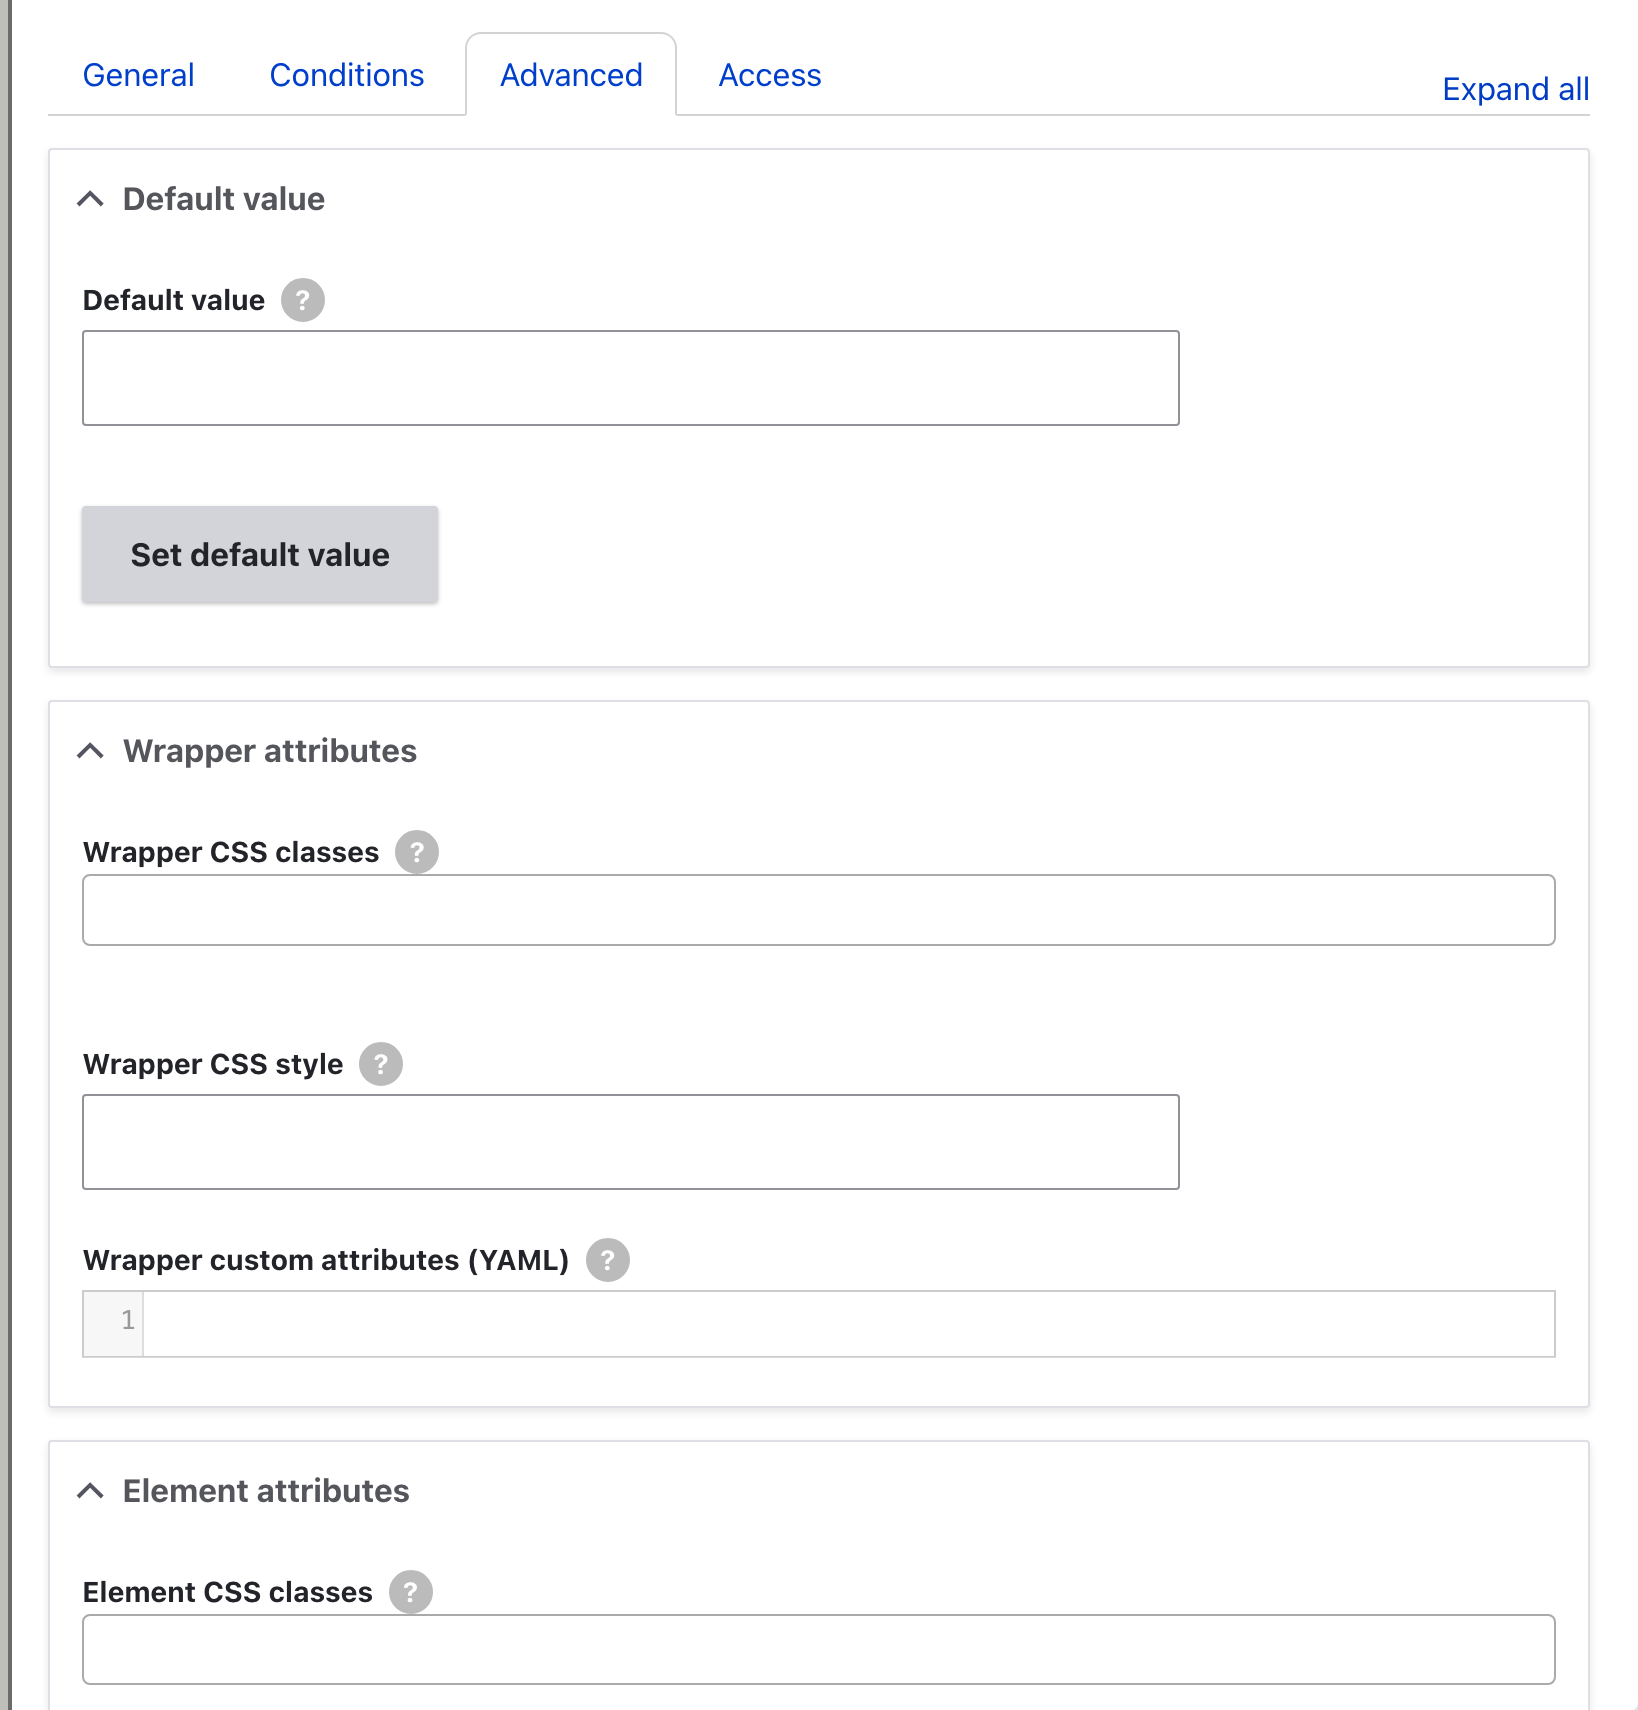 General Conditions Advanced Access Expand all
Default value
Default value ?
Set default value
Wrapper attributes
Wrapper CSS classes ?
Wrapper CSS style ?
Wrapper custom attributes (YAML) ?
1
Element attributes
Element CSS classes ?